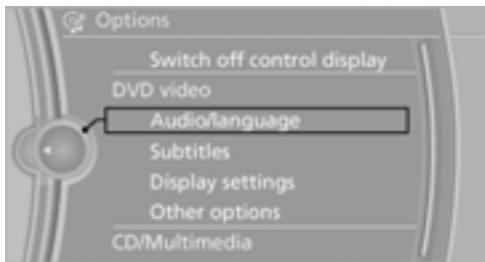 Options
Switch off control display
DVD video
Audio/language
Subtitles
Display settings
Other options
CD/Multimedia